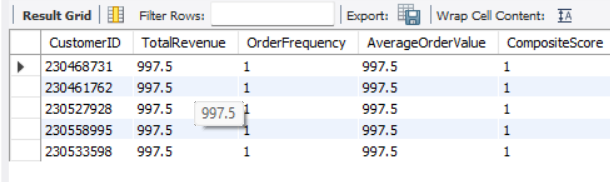 Result Grid Filter Rows: Export: Wrap Cell Content: IA
CustomerID TotalRevenue OrderFrequency AverageOrderValue CompositeScore
230468731 997.5 1 997.5 1
230461762 997.5 1 997.5 1
230527928 997.5 997.5 1 997.5 1
230558995 997.5 1 997.5 1
230533598 997.5 1 997.5 1